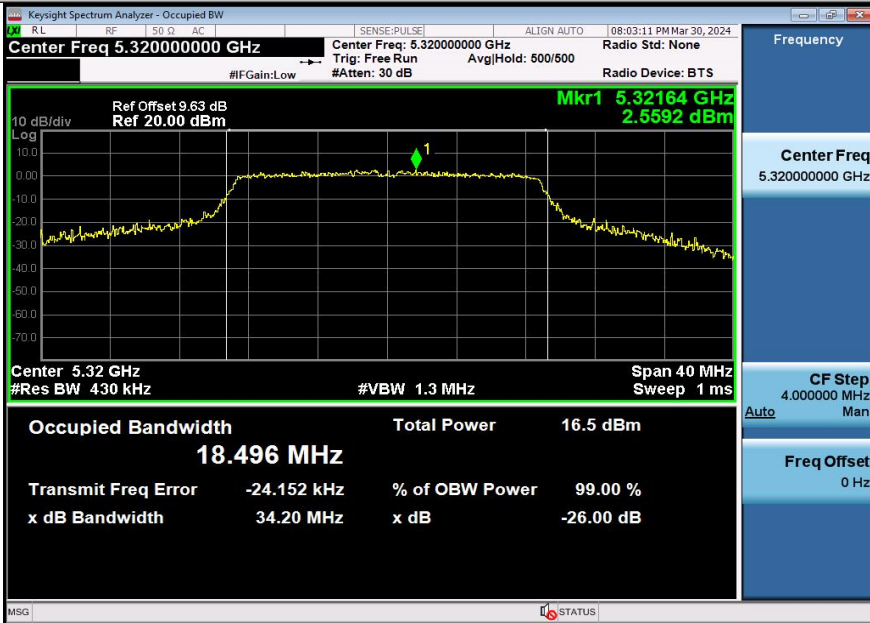 Keysight Spectrum Analyzer - Occupied BW
LXI RL RF 50 Ω AC SENSE:PULSE ALIGN AUTO 08:03:11 PM Mar 30, 2024
Center Freq 5.320000000 GHz
Center Freq: 5.320000000 GHz
Radio Std: None
Trig: Free Run
Avg|Hold: 500/500
#IFGain:Low
#Atten: 30 dB
Radio Device: BTS
Ref Offset 9.63 dB
Mkr1 5.32164 GHz
10 dB/div
Ref 20.00 dBm
2.5592 dBm
Log
10.0
0.00
-10.0
-20.0
-30.0
-40.0
-50.0
-60.0
-70.0
1
Center 5.32 GHz
Span 40 MHz
#Res BW 430 kHz
#VBW 1.3 MHz
Sweep 1 ms
Occupied Bandwidth
18.496 MHz
Total Power 16.5 dBm
Transmit Freq Error -24.152 kHz
% of OBW Power 99.00 %
x dB Bandwidth 34.20 MHz
x dB -26.00 dB
Frequency
Center Freq
5.320000000 GHz
CF Step
4.000000 MHz
Auto Man
Freq Offset
0 Hz
MSG
STATUS